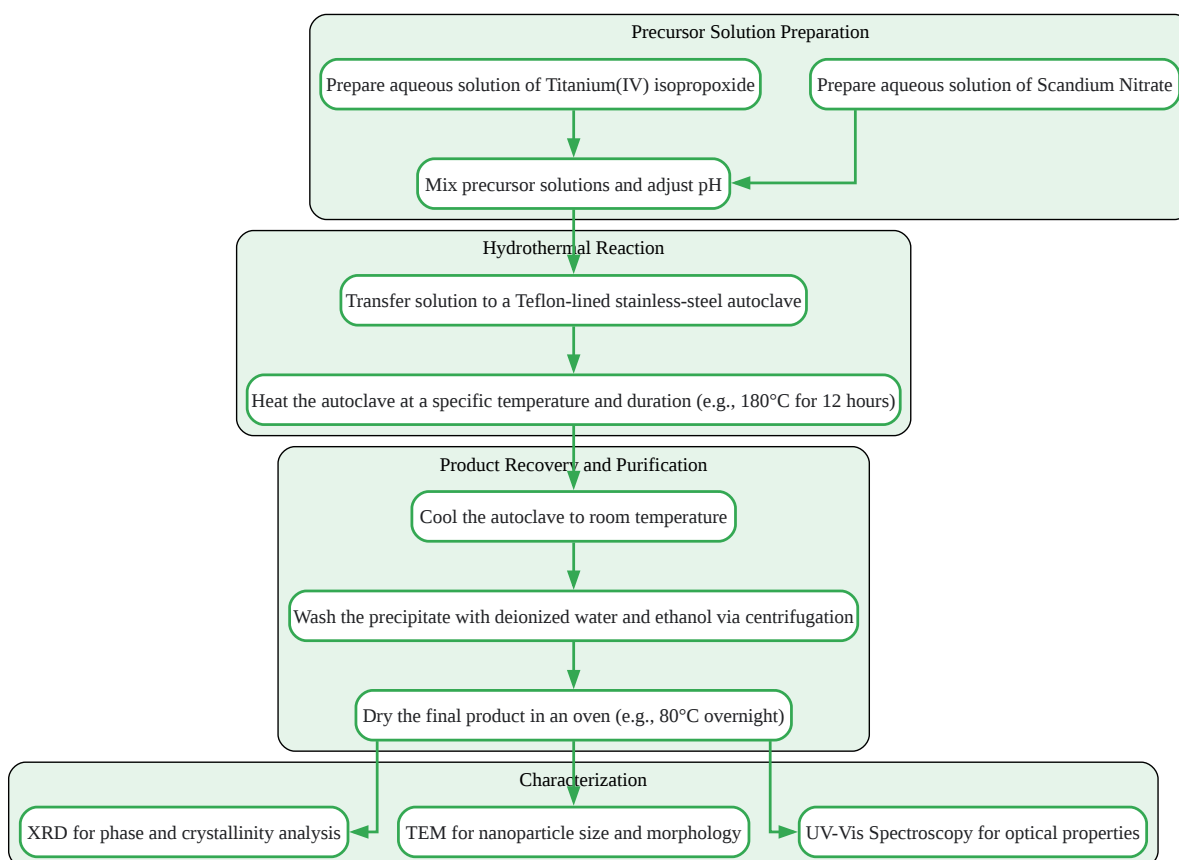 Precursor Solution Preparation
Prepare aqueous solution of Titanium(IV) isopropoxide
Prepare aqueous solution of Scandium Nitrate
Mix precursor solutions and adjust pH
Hydrothermal Reaction
Transfer solution to a Teflon-lined stainless-steel autoclave
Heat the autoclave at a specific temperature and duration (e.g., 180°C for 12 hours)
Product Recovery and Purification
Cool the autoclave to room temperature
Wash the precipitate with deionized water and ethanol via centrifugation
Dry the final product in an oven (e.g., 80°C overnight)
Characterization
XRD for phase and crystallinity analysis
TEM for nanoparticle size and morphology
UV-Vis Spectroscopy for optical properties